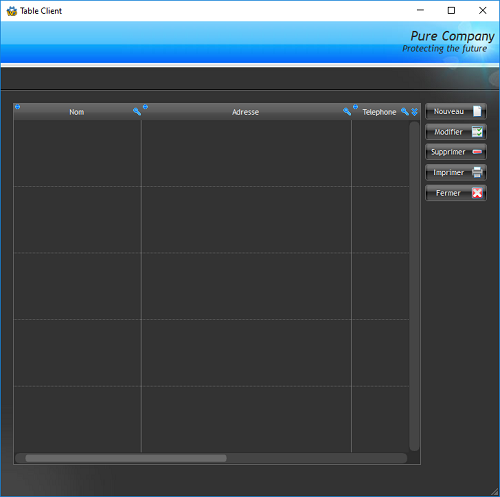 Table Client
Pure Company
Protecting the future
Nom Adresse Telephone
Nouveau
Modifier
Supprimer
Imprimer
Fermer